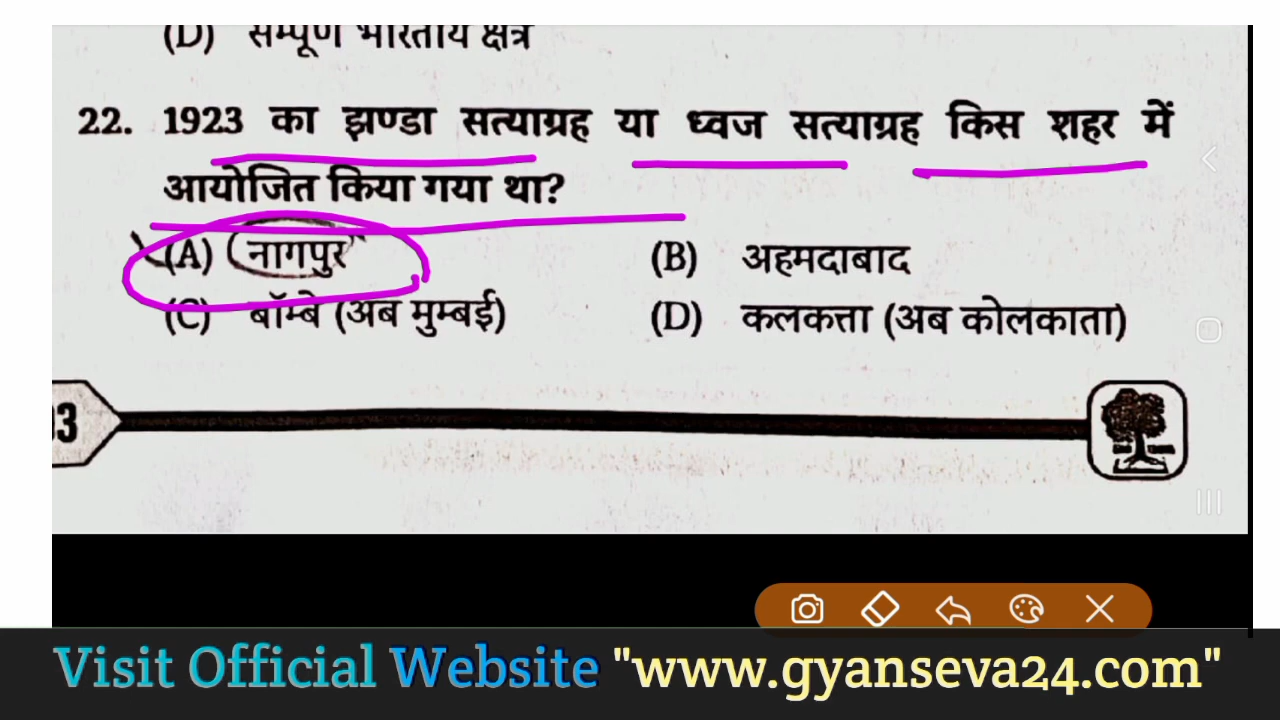 (D) सम्पूर्ण भारतीय क्षेत्र
22. 1923 का झण्डा सत्याग्रह या ध्वज सत्याग्रह किस शहर में
आयोजित किया गया था?
(A) नागपुर (B) अहमदाबाद
(C) बॉम्बे (अब मुम्बई) (D) कलकत्ता (अब कोलकाता)
93
Visit Official Website "www.gyanseva24.com"